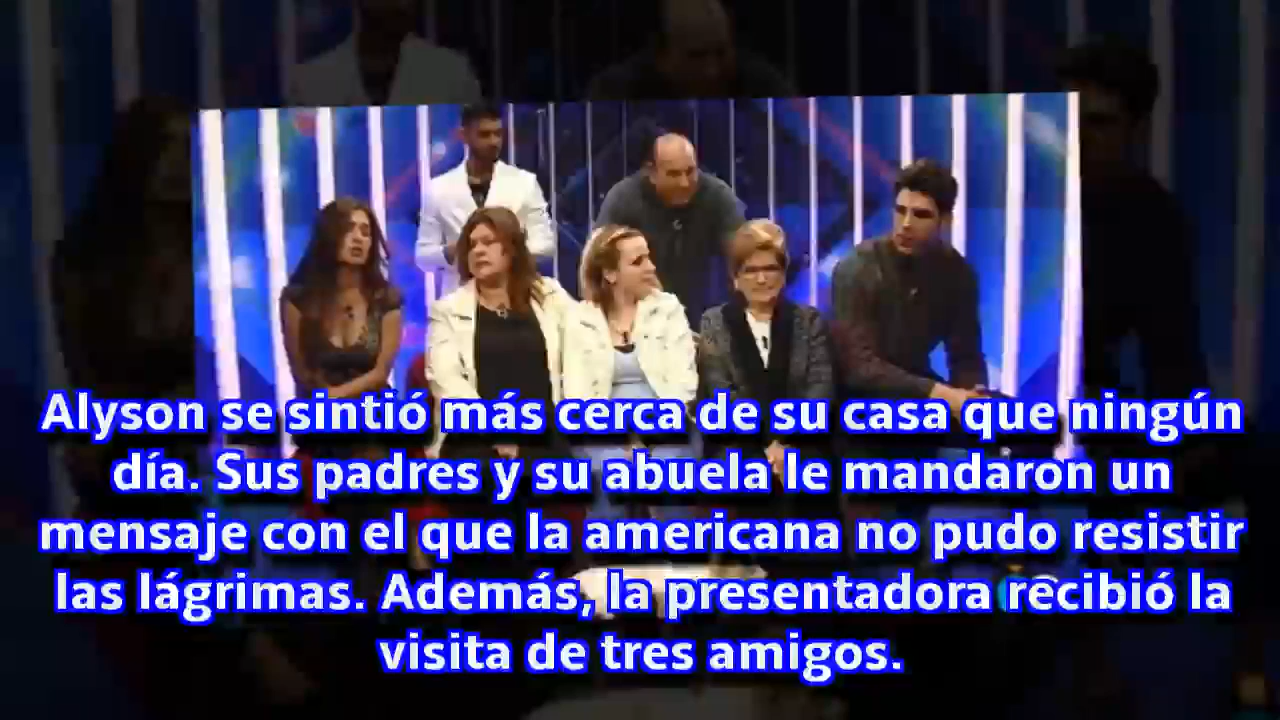 Alyson se sintió más cerca de su casa que ningún
día. Sus padres y su abuela le mandaron un
mensaje con el que la americana no pudo resistir
las lágrimas. Además, la presentadora recibió la
visita de tres amigos.